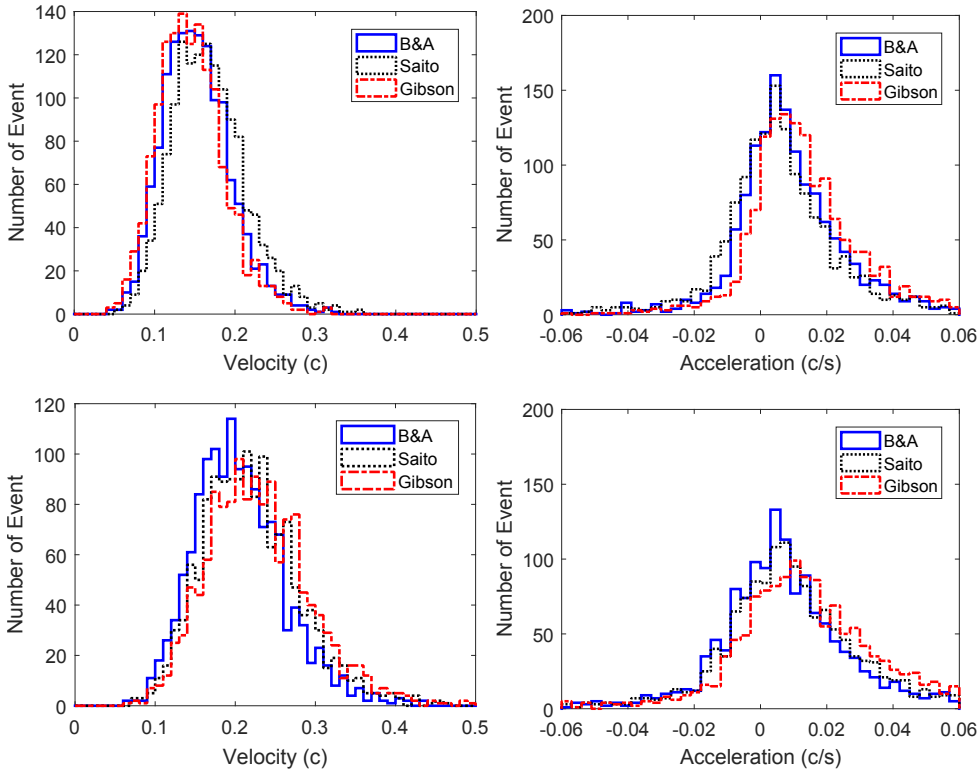 140
120
100
80
60
40
20
0
Number of Event
0 0.1 0.2 0.3 0.4 0.5
Velocity (c)
B&A
Saito
Gibson
200
150
100
50
0
Number of Event
-0.06 -0.04 -0.02 0 0.02 0.04 0.06
Acceleration (c/s)
B&A
Saito
Gibson
120
100
80
60
40
20
0
Number of Event
0 0.1 0.2 0.3 0.4 0.5
Velocity (c)
B&A
Saito
Gibson
200
150
100
50
0
Number of Event
-0.06 -0.04 -0.02 0 0.02 0.04 0.06
Acceleration (c/s)
B&A
Saito
Gibson